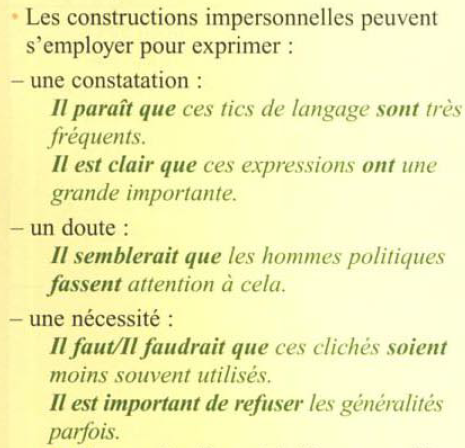 • Les constructions impersonnelles peuvent
s’employer pour exprimer :
– une constatation :
Il paraît que ces tics de langage sont très
fréquents.
Il est clair que ces expressions ont une
grande importante.
– un doute :
Il semblerait que les hommes politiques
fassent attention à cela.
– une nécessité :
Il faut/Il faudrait que ces clichés soient
moins souvent utilisés.
Il est important de refuser les généralités
parfois.